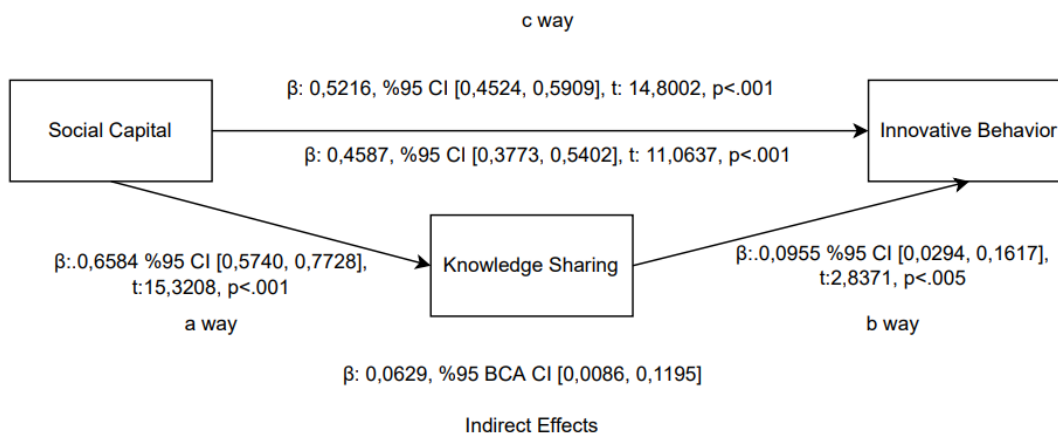 c way
β: 0,5216, %95 CI [0,4524, 0,5909], t: 14,8002, p<.001
Social Capital
Innovative Behavior
β: 0,4587, %95 CI [0,3773, 0,5402], t: 11,0637, p<.001
Knowledge Sharing
β:.0,6584 %95 CI [0,5740, 0,7728],
t:15,3208, p<.001
a way
β:.0955 %95 CI [0,0294, 0,1617],
t:2,8371, p<.005
b way
β: 0,0629, %95 BCA CI [0,0086, 0,1195]
Indirect Effects